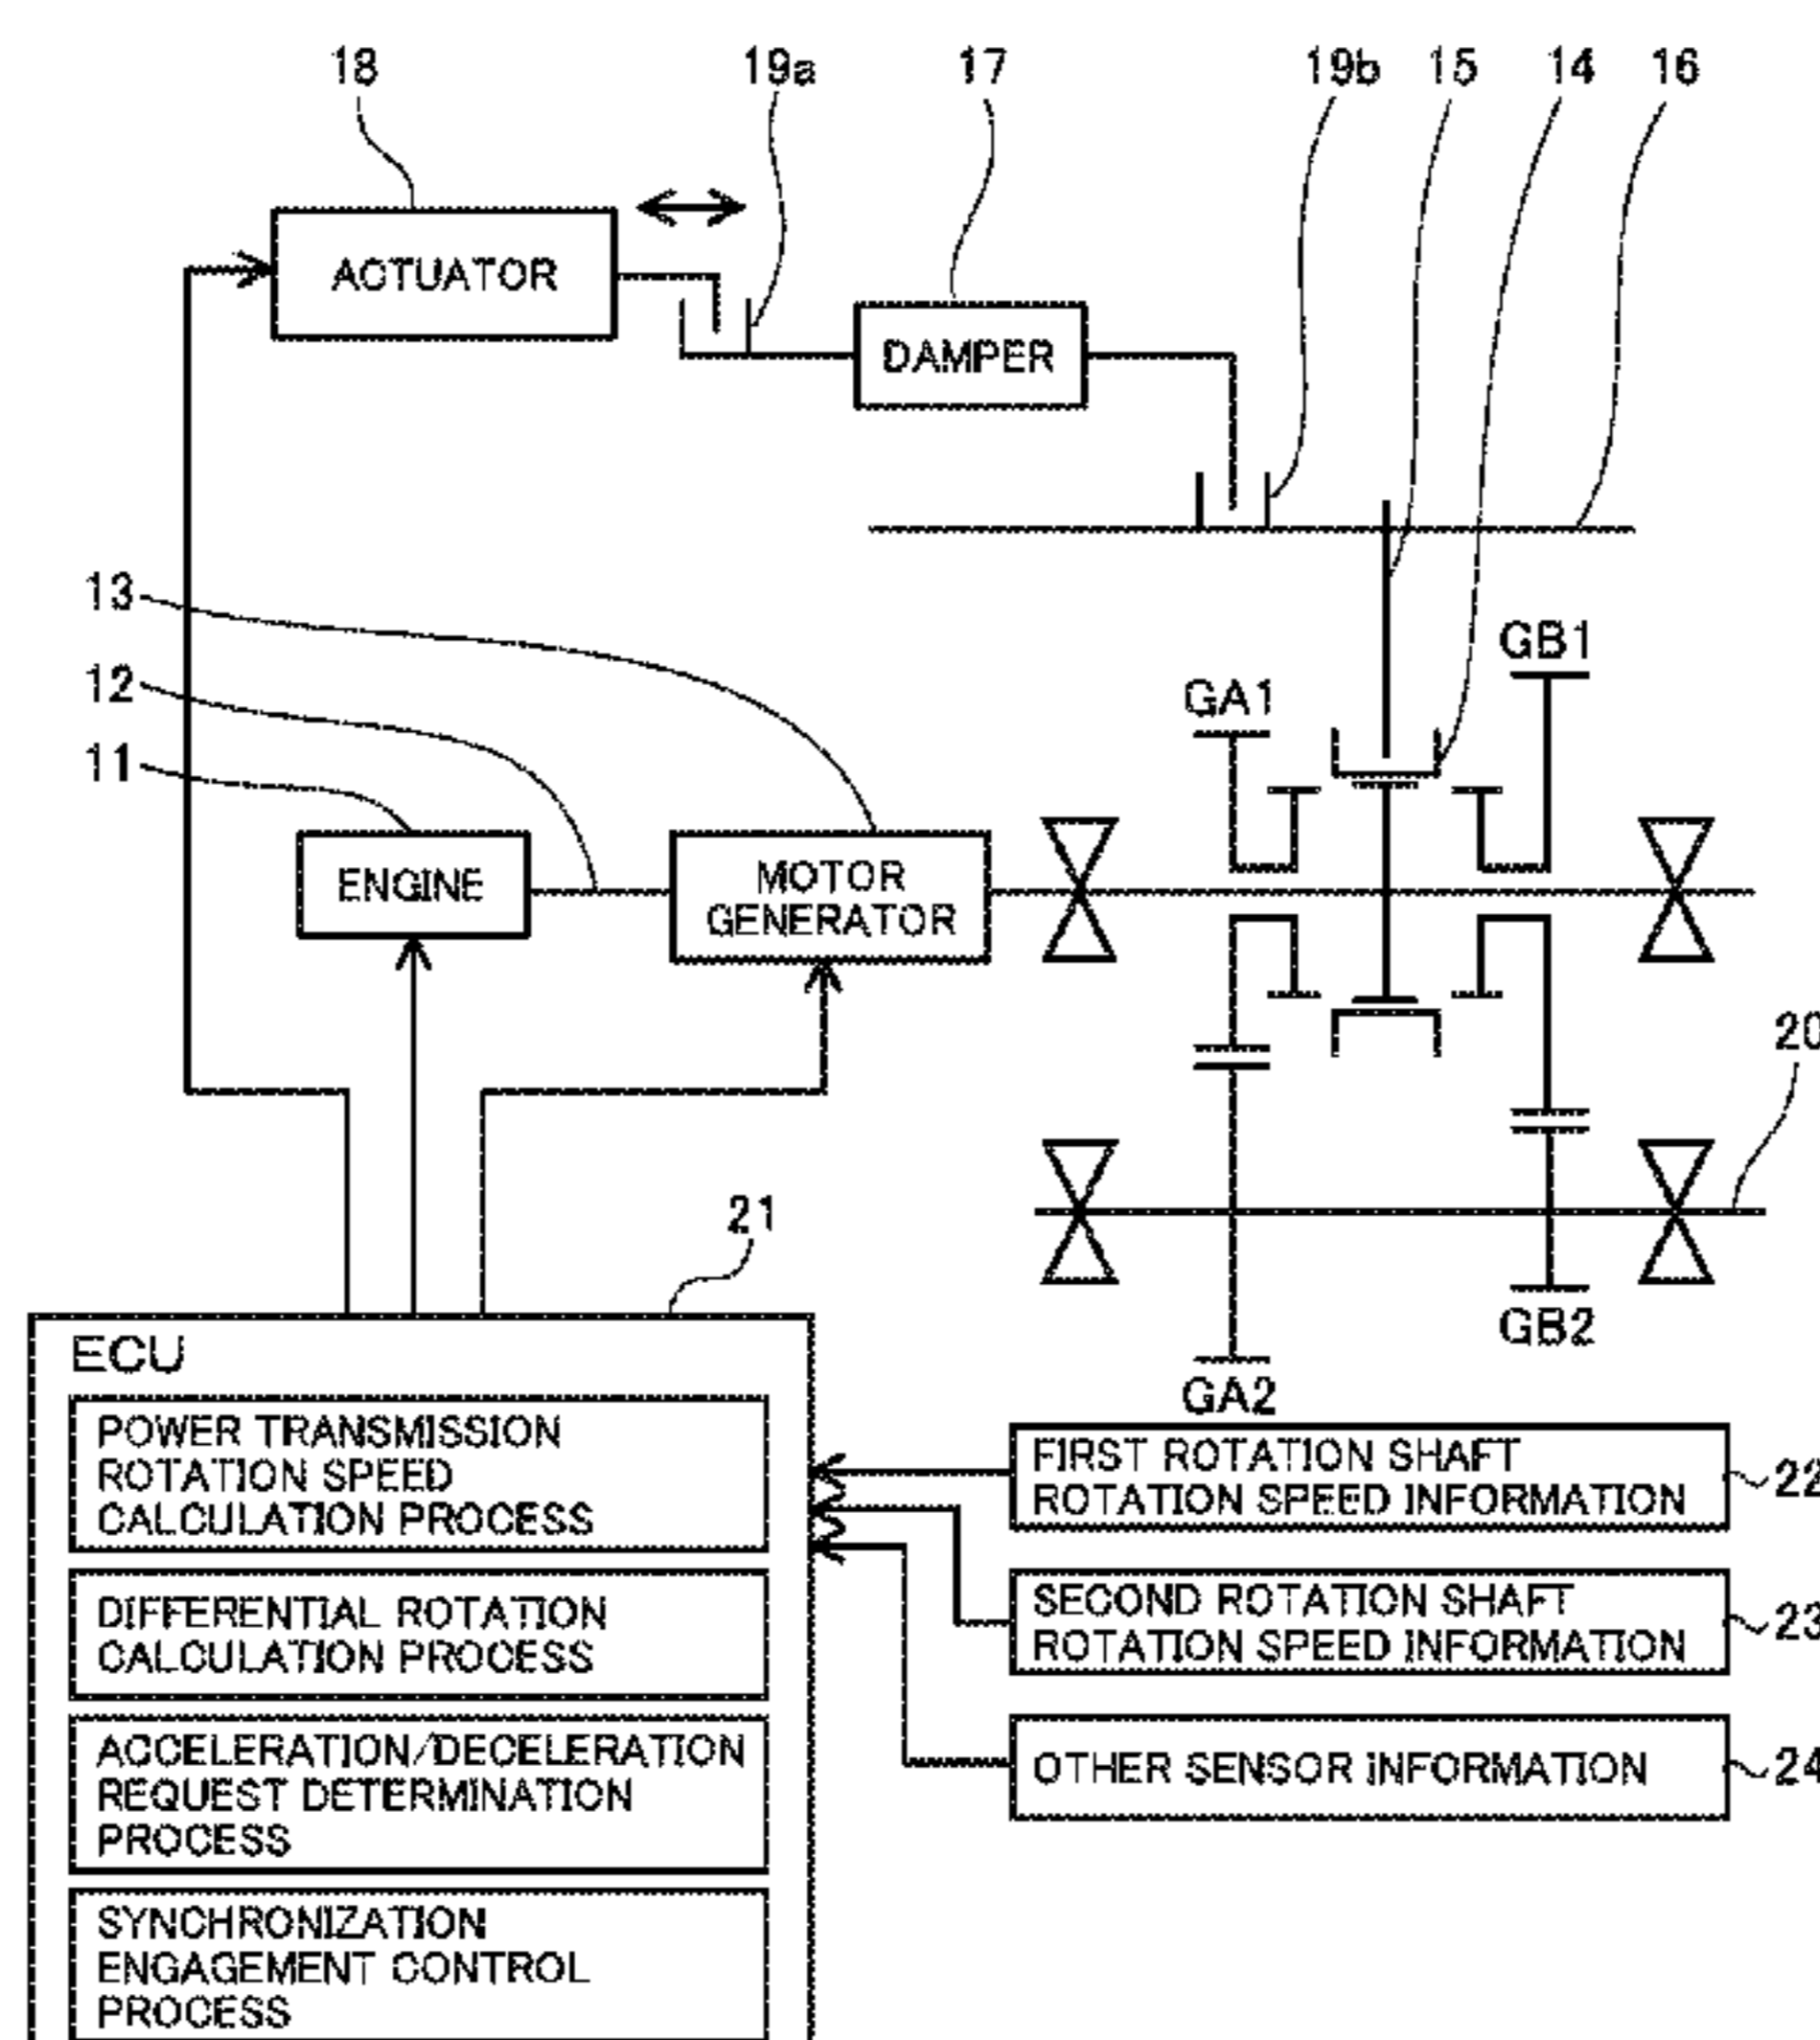 18
19a
17
19b
15
14
16
ACTUATOR
DAMPER
13
12
11
GA1
GB1
ENGINE
MOTOR
GENERATOR
20
21
GB2
GA2
ECU
POWER TRANSMISSION
ROTATION SPEED
CALCULATION PROCESS
DIFFERENTIAL ROTATION
CALCULATION PROCESS
ACCELERATION/DECELERATION
REQUEST DETERMINATION
PROCESS
SYNCHRONIZATION
ENGAGEMENT CONTROL
PROCESS
FIRST ROTATION SHAFT
ROTATION SPEED INFORMATION
22
SECOND ROTATION SHAFT
ROTATION SPEED INFORMATION
23
OTHER SENSOR INFORMATION
24